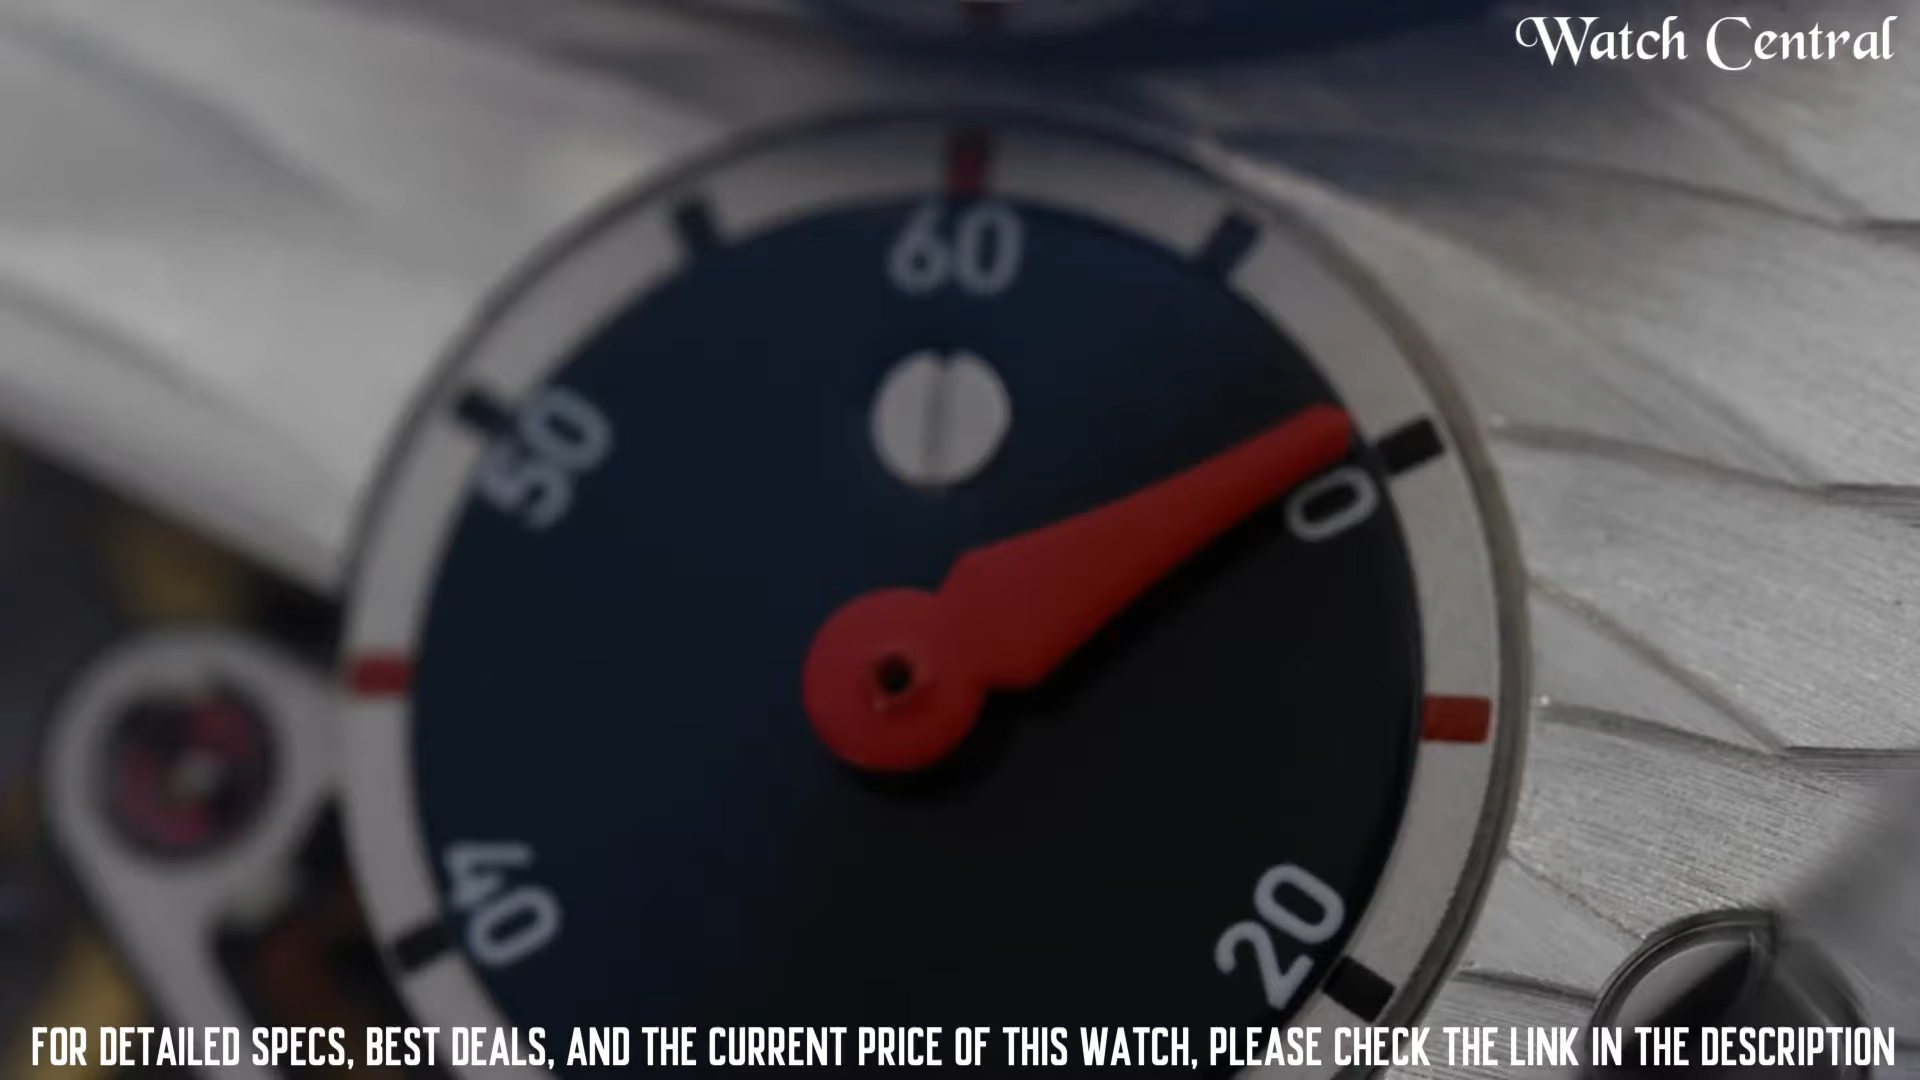 Watch Central
60
50
0
40
20
FOR DETAILED SPECS, BEST DEALS, AND THE CURRENT PRICE OF THIS WATCH, PLEASE CHECK THE LINK IN THE DESCRIPTION